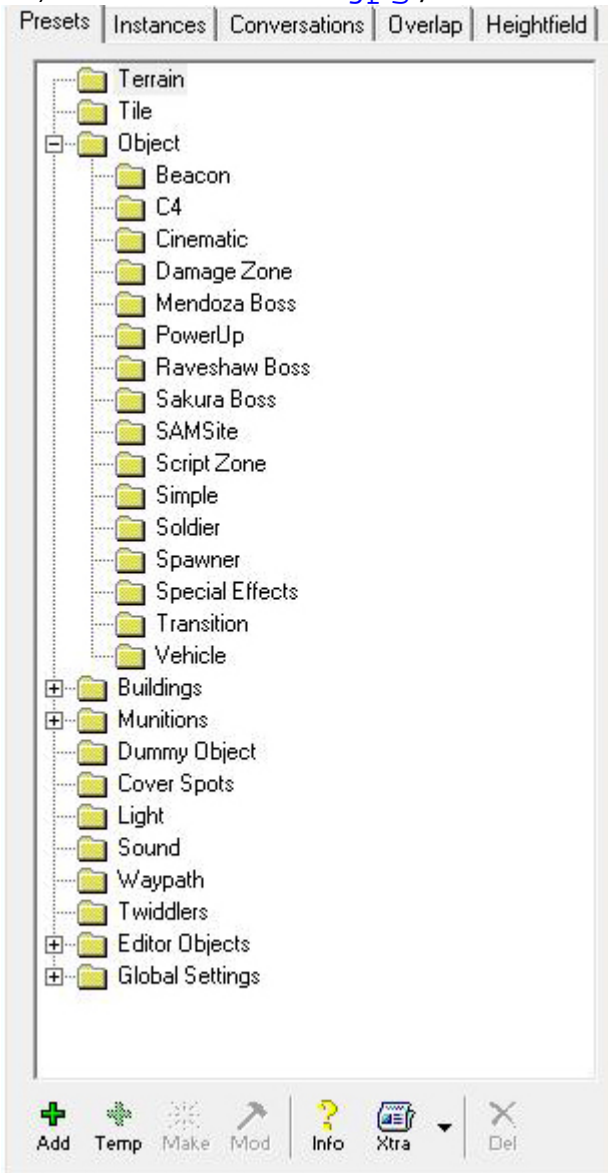 Presets Instances Conversations Overlap Heightfield
Terrain
Tile
Object
Beacon
C4
Cinematic
Damage Zone
Mendoza Boss
PowerUp
Raveshaw Boss
Sakura Boss
SAMSite
Script Zone
Simple
Soldier
Spawner
Special Effects
Transition
Vehicle
Buildings
Munitions
Dummy Object
Cover Spots
Light
Sound
Waypath
Twiddlers
Editor Objects
Global Settings
Add Temp Make Mod Info Xtra Del